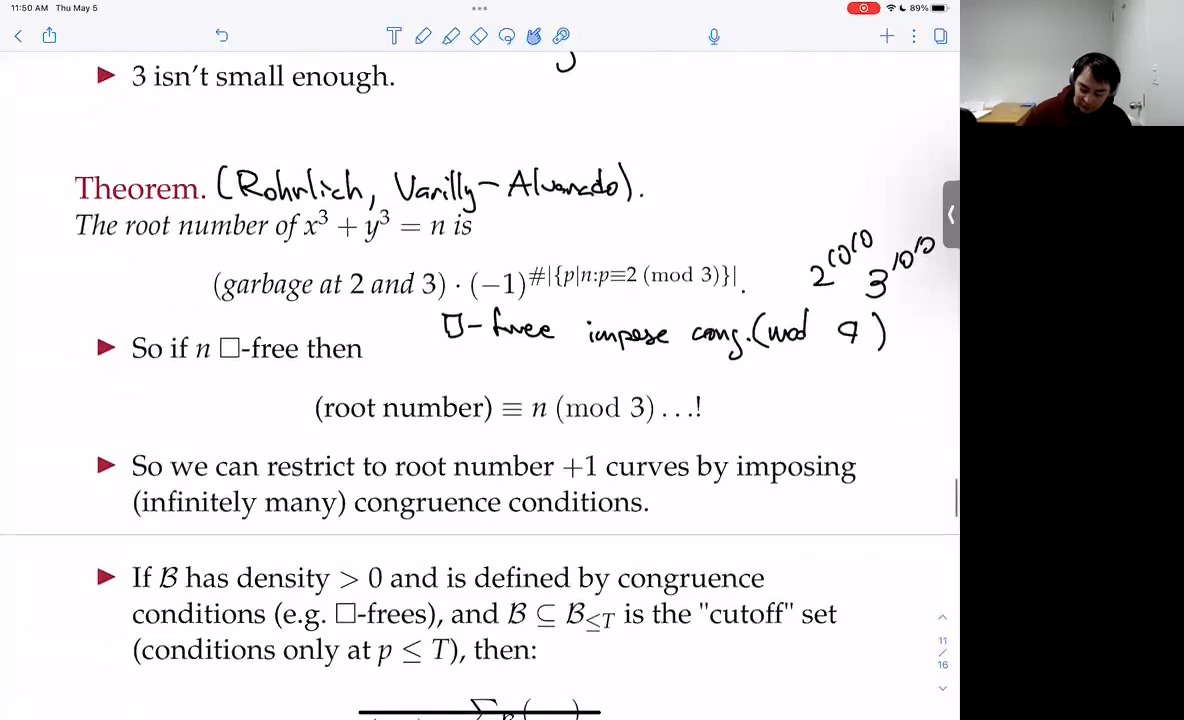 11:50 AM Thu May 5
89%
▶ 3 isn't small enough.
Theorem. (Rohrlich, Varilly-Alvarado).
The root number of x³ + y³ = n is
(garbage at 2 and 3) · (−1)^#|{p|n:p≡2 (mod 3)}|.
2^1010 3^1010
□-free impose cong. (mod 9)
▶ So if n □-free then
(root number) ≡ n (mod 3) …!
▶ So we can restrict to root number +1 curves by imposing
(infinitely many) congruence conditions.
▶ If ℬ has density > 0 and is defined by congruence
conditions (e.g. □-frees), and ℬ ⊆ ℬ≤T is the "cutoff" set
(conditions only at p ≤ T), then:
11
/
16